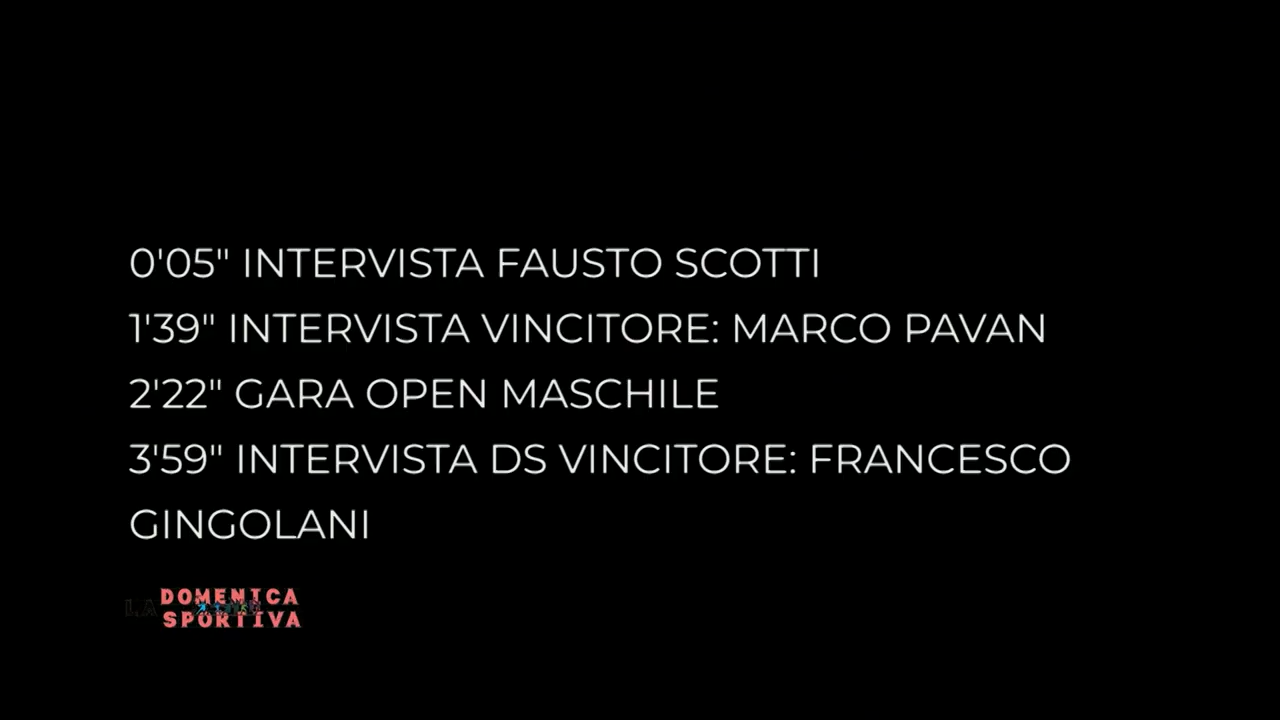 0'05" INTERVISTA FAUSTO SCOTTI
1'39" INTERVISTA VINCITORE: MARCO PAVAN
2'22" GARA OPEN MASCHILE
3'59" INTERVISTA DS VINCITORE: FRANCESCO
GINGOLANI
LA DOMENICA
SPORTIVA